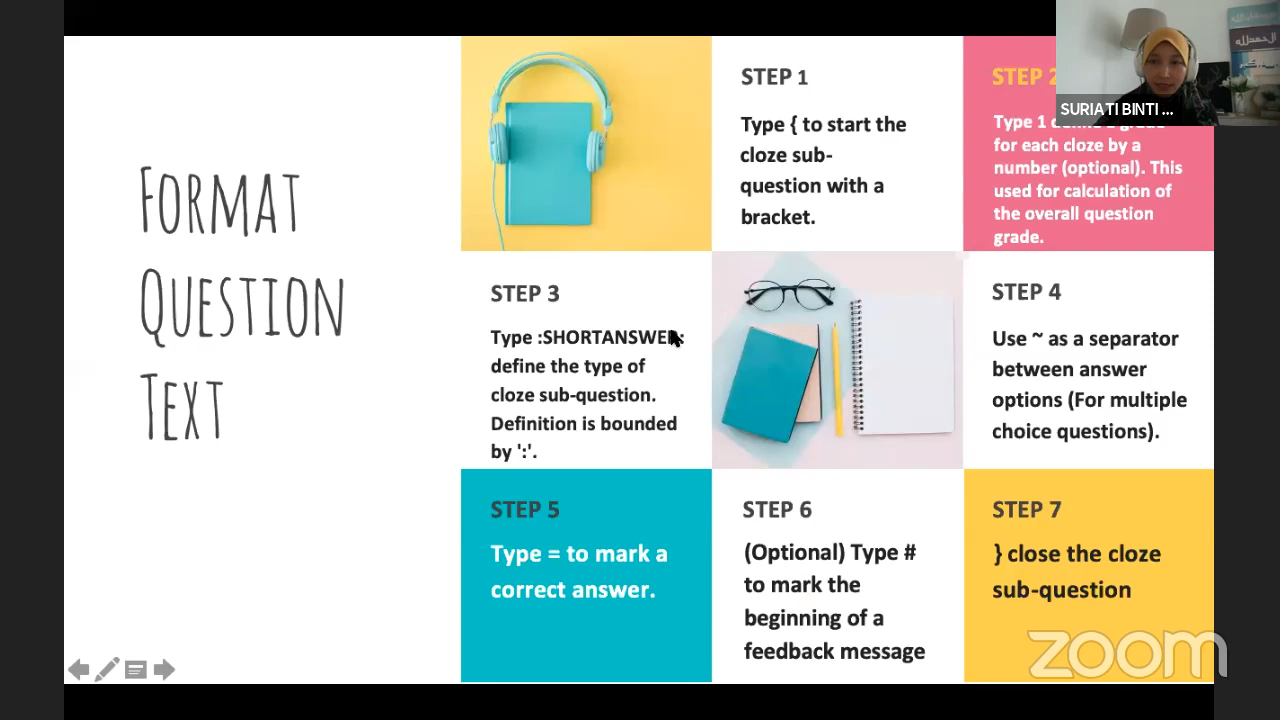 FORMAT
QUESTION
TEXT
STEP 1
Type { to start the
cloze sub-
question with a
bracket.
STEP 2
Type 1 define a grade
for each cloze by a
number (optional). This
used for calculation of
the overall question
grade.
STEP 3
Type :SHORTANSWER:
define the type of
cloze sub-question.
Definition is bounded
by ':'.
STEP 4
Use ~ as a separator
between answer
options (For multiple
choice questions).
STEP 5
Type = to mark a
correct answer.
STEP 6
(Optional) Type #
to mark the
beginning of a
feedback message
STEP 7
} close the cloze
sub-question
SURIATI BINTI ...
الحمدلله
zoom